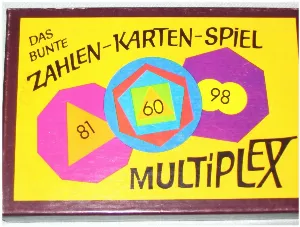 DAS
BUNTE
ZAHLEN-KARTEN-SPiEL
81
60
98
MULTiPLEX